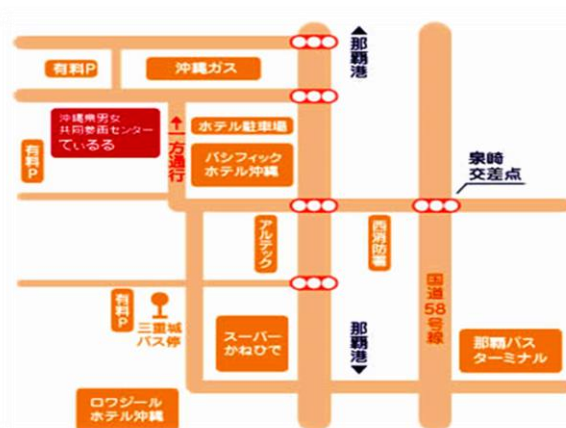 ▲那覇港
有料P
沖縄ガス
沖縄県男女
共同参画センター
てぃるる
↑一方通行
ホテル駐車場
パシフィック
ホテル沖縄
有料P
泉崎
交差点
アルテック
西消防署
国道58号線
有料P
三重城
バス停
スーパー
かねひで
那覇港▼
那覇バス
ターミナル
ロワジール
ホテル沖縄